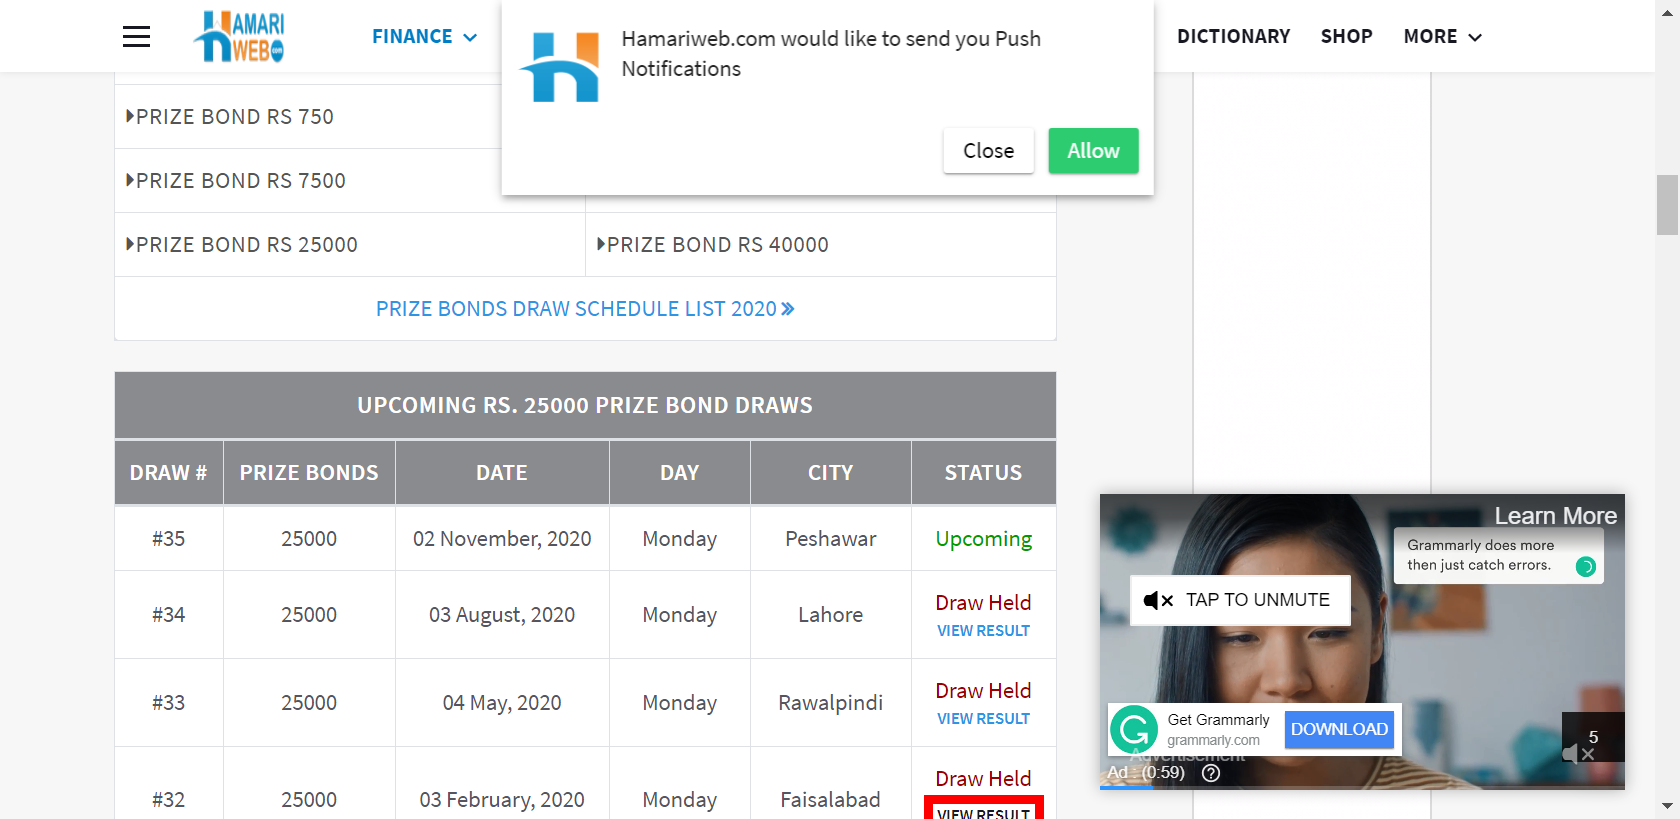 HAMARI
WEB.com
FINANCE
Hamariweb.com would like to send you Push
Notifications
Close
Allow
DICTIONARY
SHOP
MORE
PRIZE BOND RS 750
PRIZE BOND RS 7500
PRIZE BOND RS 25000
PRIZE BOND RS 40000
PRIZE BONDS DRAW SCHEDULE LIST 2020
UPCOMING RS. 25000 PRIZE BOND DRAWS
DRAW # PRIZE BONDS DATE DAY CITY STATUS
#35 25000 02 November, 2020 Monday Peshawar Upcoming
#34 25000 03 August, 2020 Monday Lahore Draw Held
VIEW RESULT
#33 25000 04 May, 2020 Monday Rawalpindi Draw Held
VIEW RESULT
#32 25000 03 February, 2020 Monday Faisalabad Draw Held
VIEW RESULT
Learn More
Grammarly does more
then just catch errors.
TAP TO UNMUTE
Get Grammarly
grammarly.com
DOWNLOAD
Advertisement
Ad : (0:59)
5